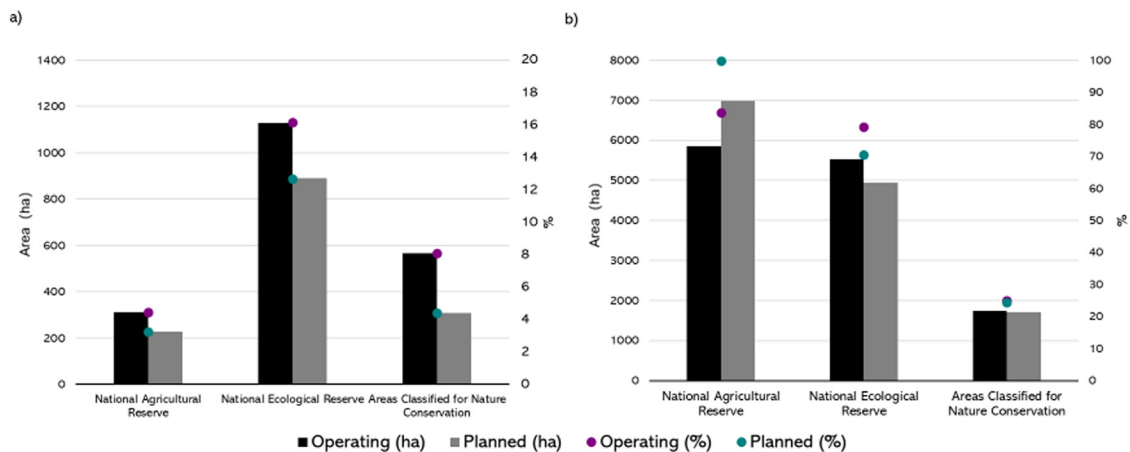 a)
Area (ha)
1400
1200
1000
800
600
400
200
0
20
18
16
14
12
10
8
6
4
2
0
%
National Agricultural
Reserve
National Ecological Reserve
Areas Classified for Nature
Conservation
b)
Area (ha)
8000
7000
6000
5000
4000
3000
2000
1000
0
100
90
80
70
60
50
40
30
20
10
0
%
National Agricultural
Reserve
National Ecological
Reserve
Areas Classified for
Nature Conservation
Operating (ha) Planned (ha) Operating (%) Planned (%)